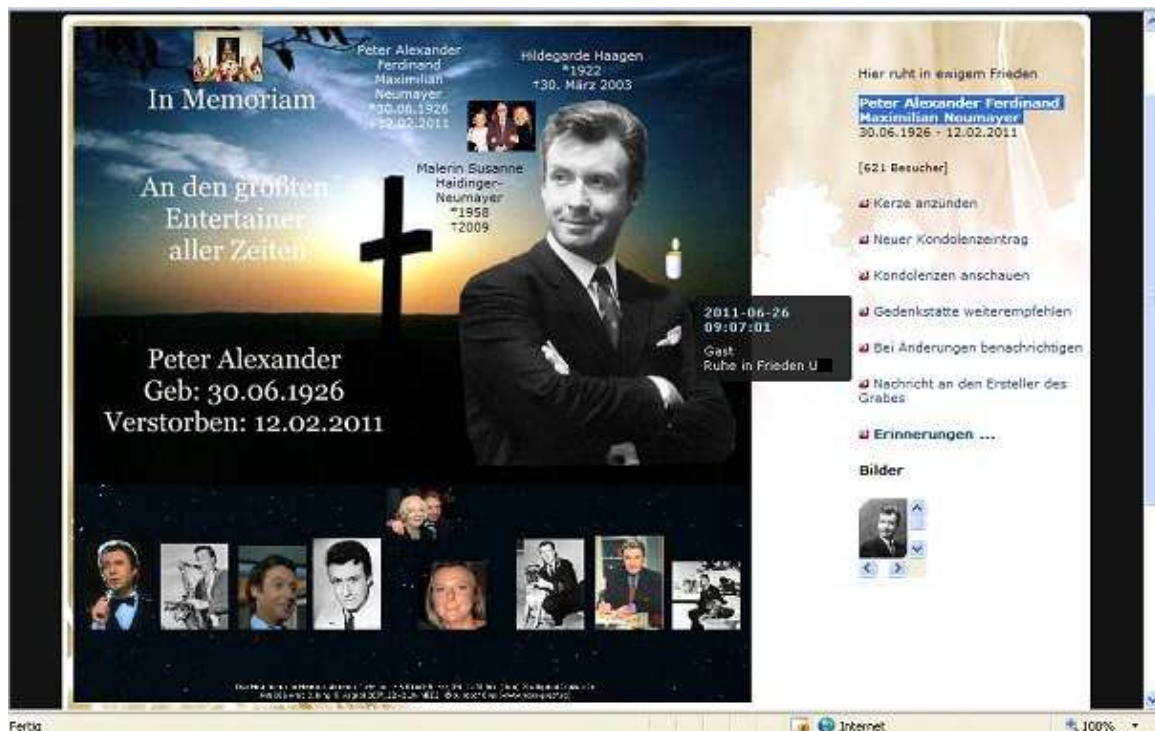 In Memoriam
Peter Alexander
Ferdinand
Maximilian
Neumayer
*30.06.1926
†12.02.2011
Hildegarde Haagen
*1922
†30. März 2003
Malerin Susanne
Haidinger-
Neumayer
*1958
†2009
An den größten
Entertainer
aller Zeiten
Peter Alexander
Geb: 30.06.1926
Verstorben: 12.02.2011
2011-06-26
09:07:01
Gast
Ruhe in Frieden U
Hier ruht in ewigem Frieden
Peter Alexander Ferdinand
Maximilian Neumayer
30.06.1926 - 12.02.2011
[621 Besucher]
Kerze anzünden
Neuer Kondolenzeintrag
Kondolenzen anschauen
Gedenkstätte weiterempfehlen
Bei Änderungen benachrichtigen
Nachricht an den Ersteller des
Grabes
Erinnerungen ...
Bilder
Fertig
Internet
100%